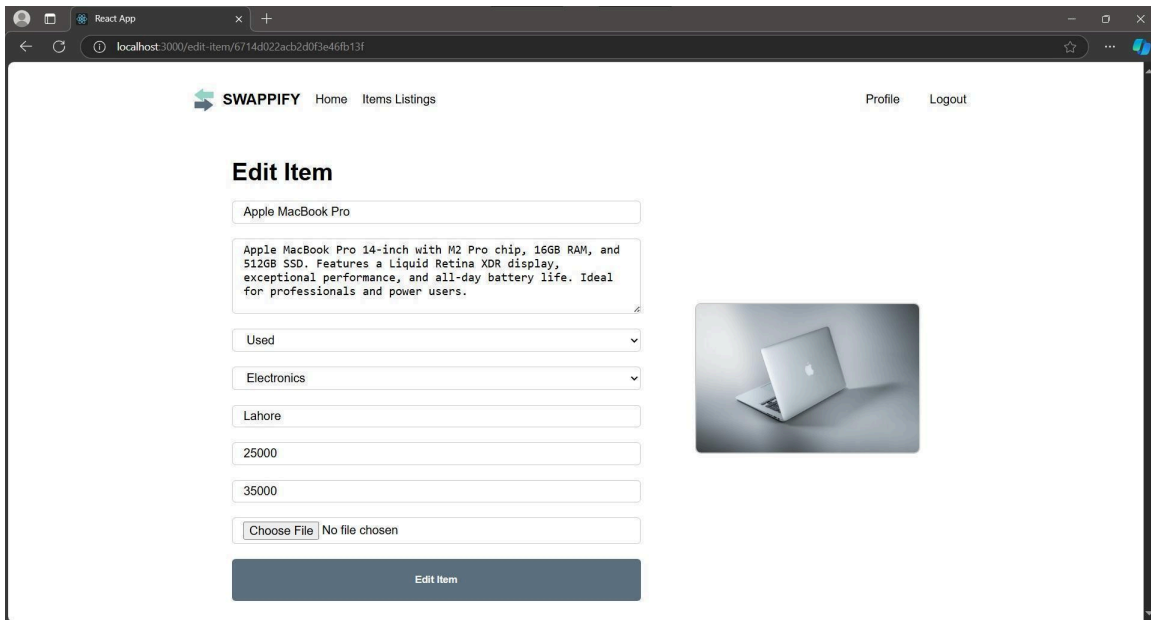 React App
localhost:3000/edit-item/6714d022acb2d0f3e46fb13f
SWAPPIFY Home Items Listings Profile Logout
Edit Item
Apple MacBook Pro
Apple MacBook Pro 14-inch with M2 Pro chip, 16GB RAM, and
512GB SSD. Features a Liquid Retina XDR display,
exceptional performance, and all-day battery life. Ideal
for professionals and power users.
Used
Electronics
Lahore
25000
35000
Choose File No file chosen
Edit Item